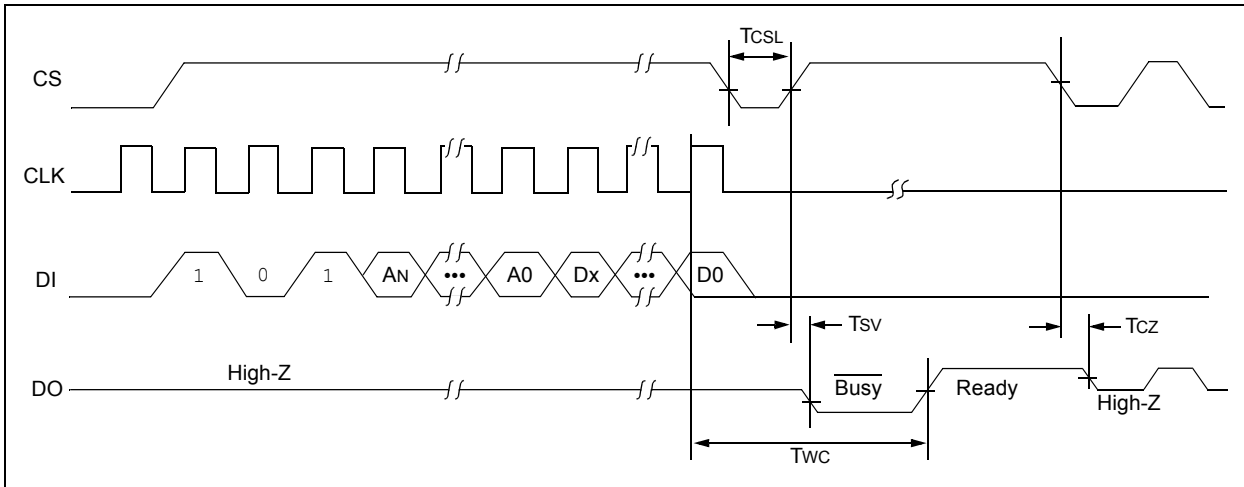 TCSL
CS
CLK
DI
1 0 1 AN ••• A0 Dx ••• D0
TSV
TCZ
DO
High-Z
Busy
Ready
High-Z
TWC